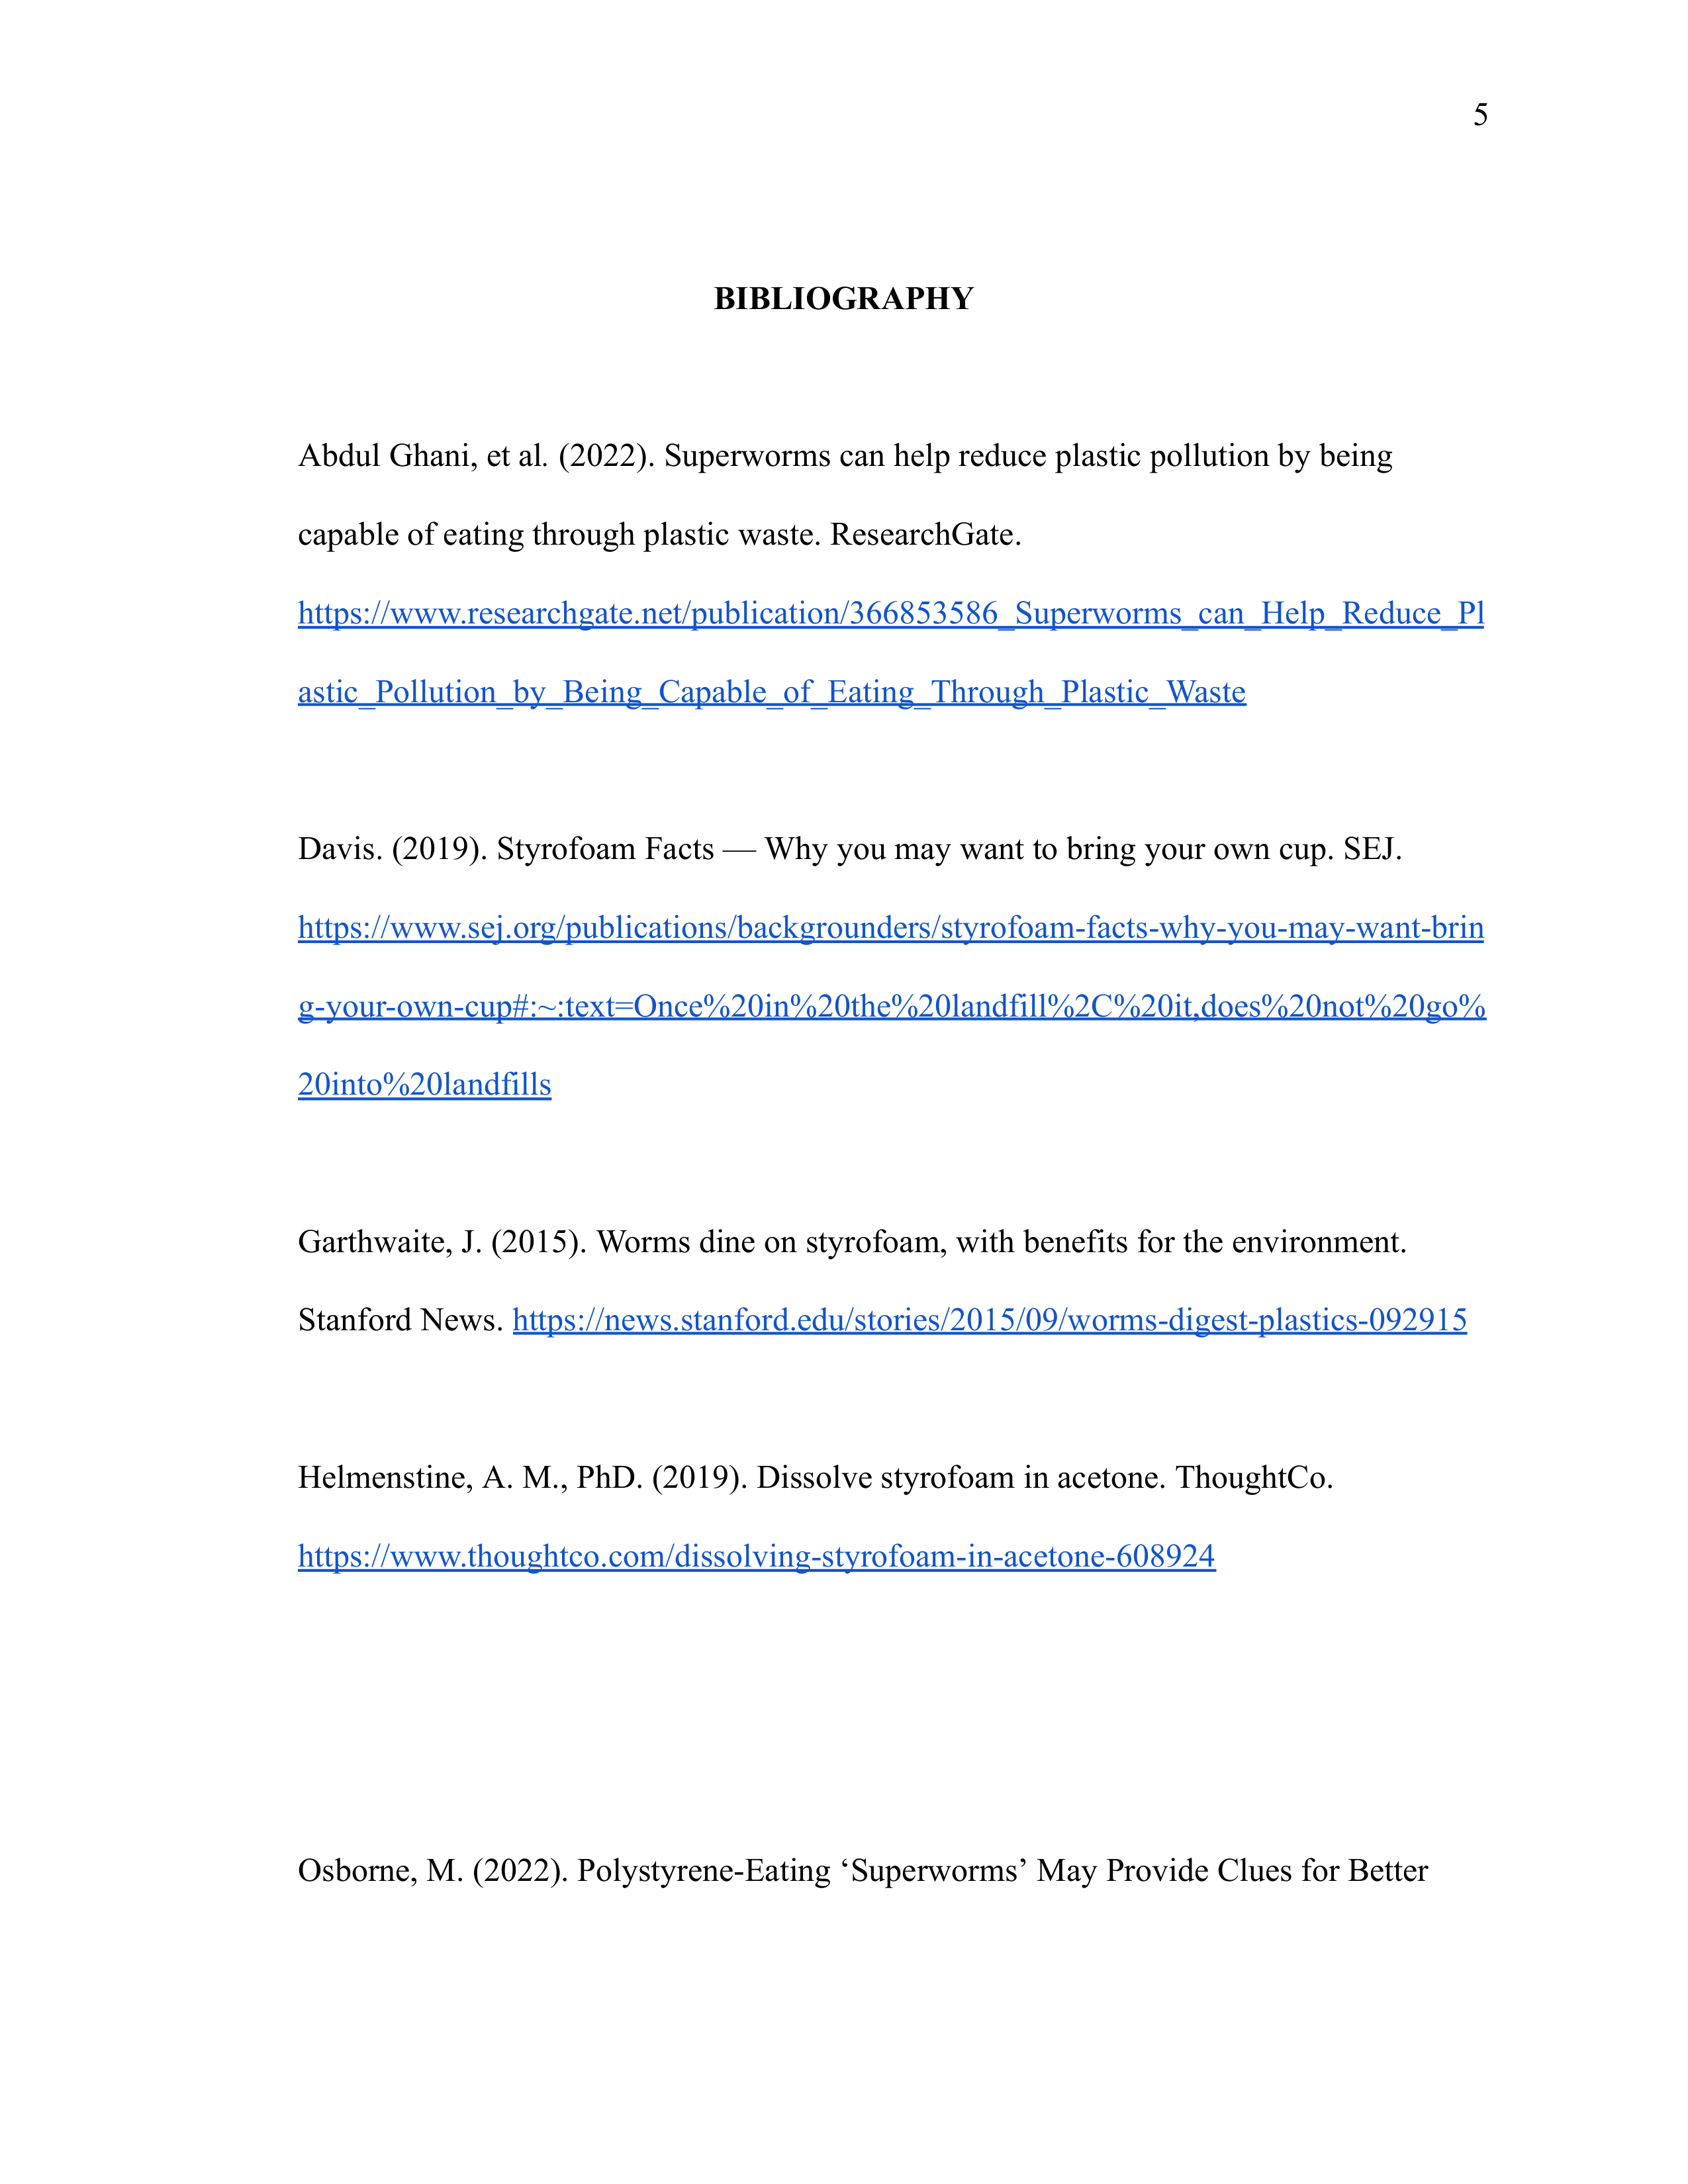 5
BIBLIOGRAPHY
Abdul Ghani, et al. (2022). Superworms can help reduce plastic pollution by being
capable of eating through plastic waste. ResearchGate.
https://www.researchgate.net/publication/366853586_Superworms_can_Help_Reduce_Pl
astic_Pollution_by_Being_Capable_of_Eating_Through_Plastic_Waste
Davis. (2019). Styrofoam Facts — Why you may want to bring your own cup. SEJ.
https://www.sej.org/publications/backgrounders/styrofoam-facts-why-you-may-want-brin
g-your-own-cup#:~:text=Once%20in%20the%20landfill%2C%20it,does%20not%20go%
20into%20landfills
Garthwaite, J. (2015). Worms dine on styrofoam, with benefits for the environment.
Stanford News. https://news.stanford.edu/stories/2015/09/worms-digest-plastics-092915
Helmenstine, A. M., PhD. (2019). Dissolve styrofoam in acetone. ThoughtCo.
https://www.thoughtco.com/dissolving-styrofoam-in-acetone-608924
Osborne, M. (2022). Polystyrene-Eating ‘Superworms’ May Provide Clues for Better